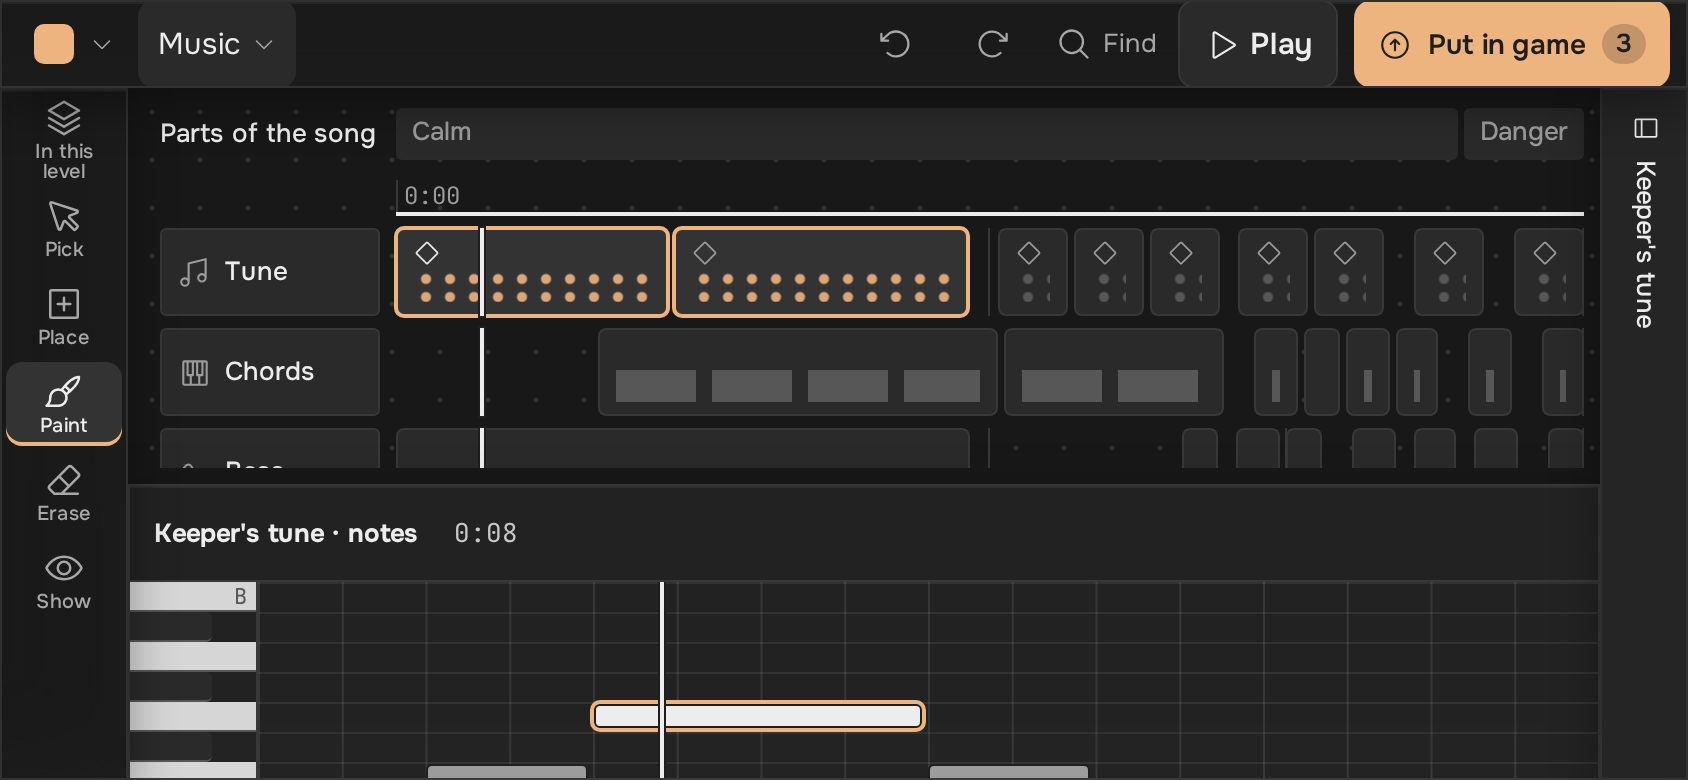 Music
Find
Play
Put in game 3
In this
level
Pick
Place
Paint
Erase
Show
Parts of the song
Calm
Danger
0:00
Tune
Chords
Keeper's tune · notes 0:08
B
Keeper's tune